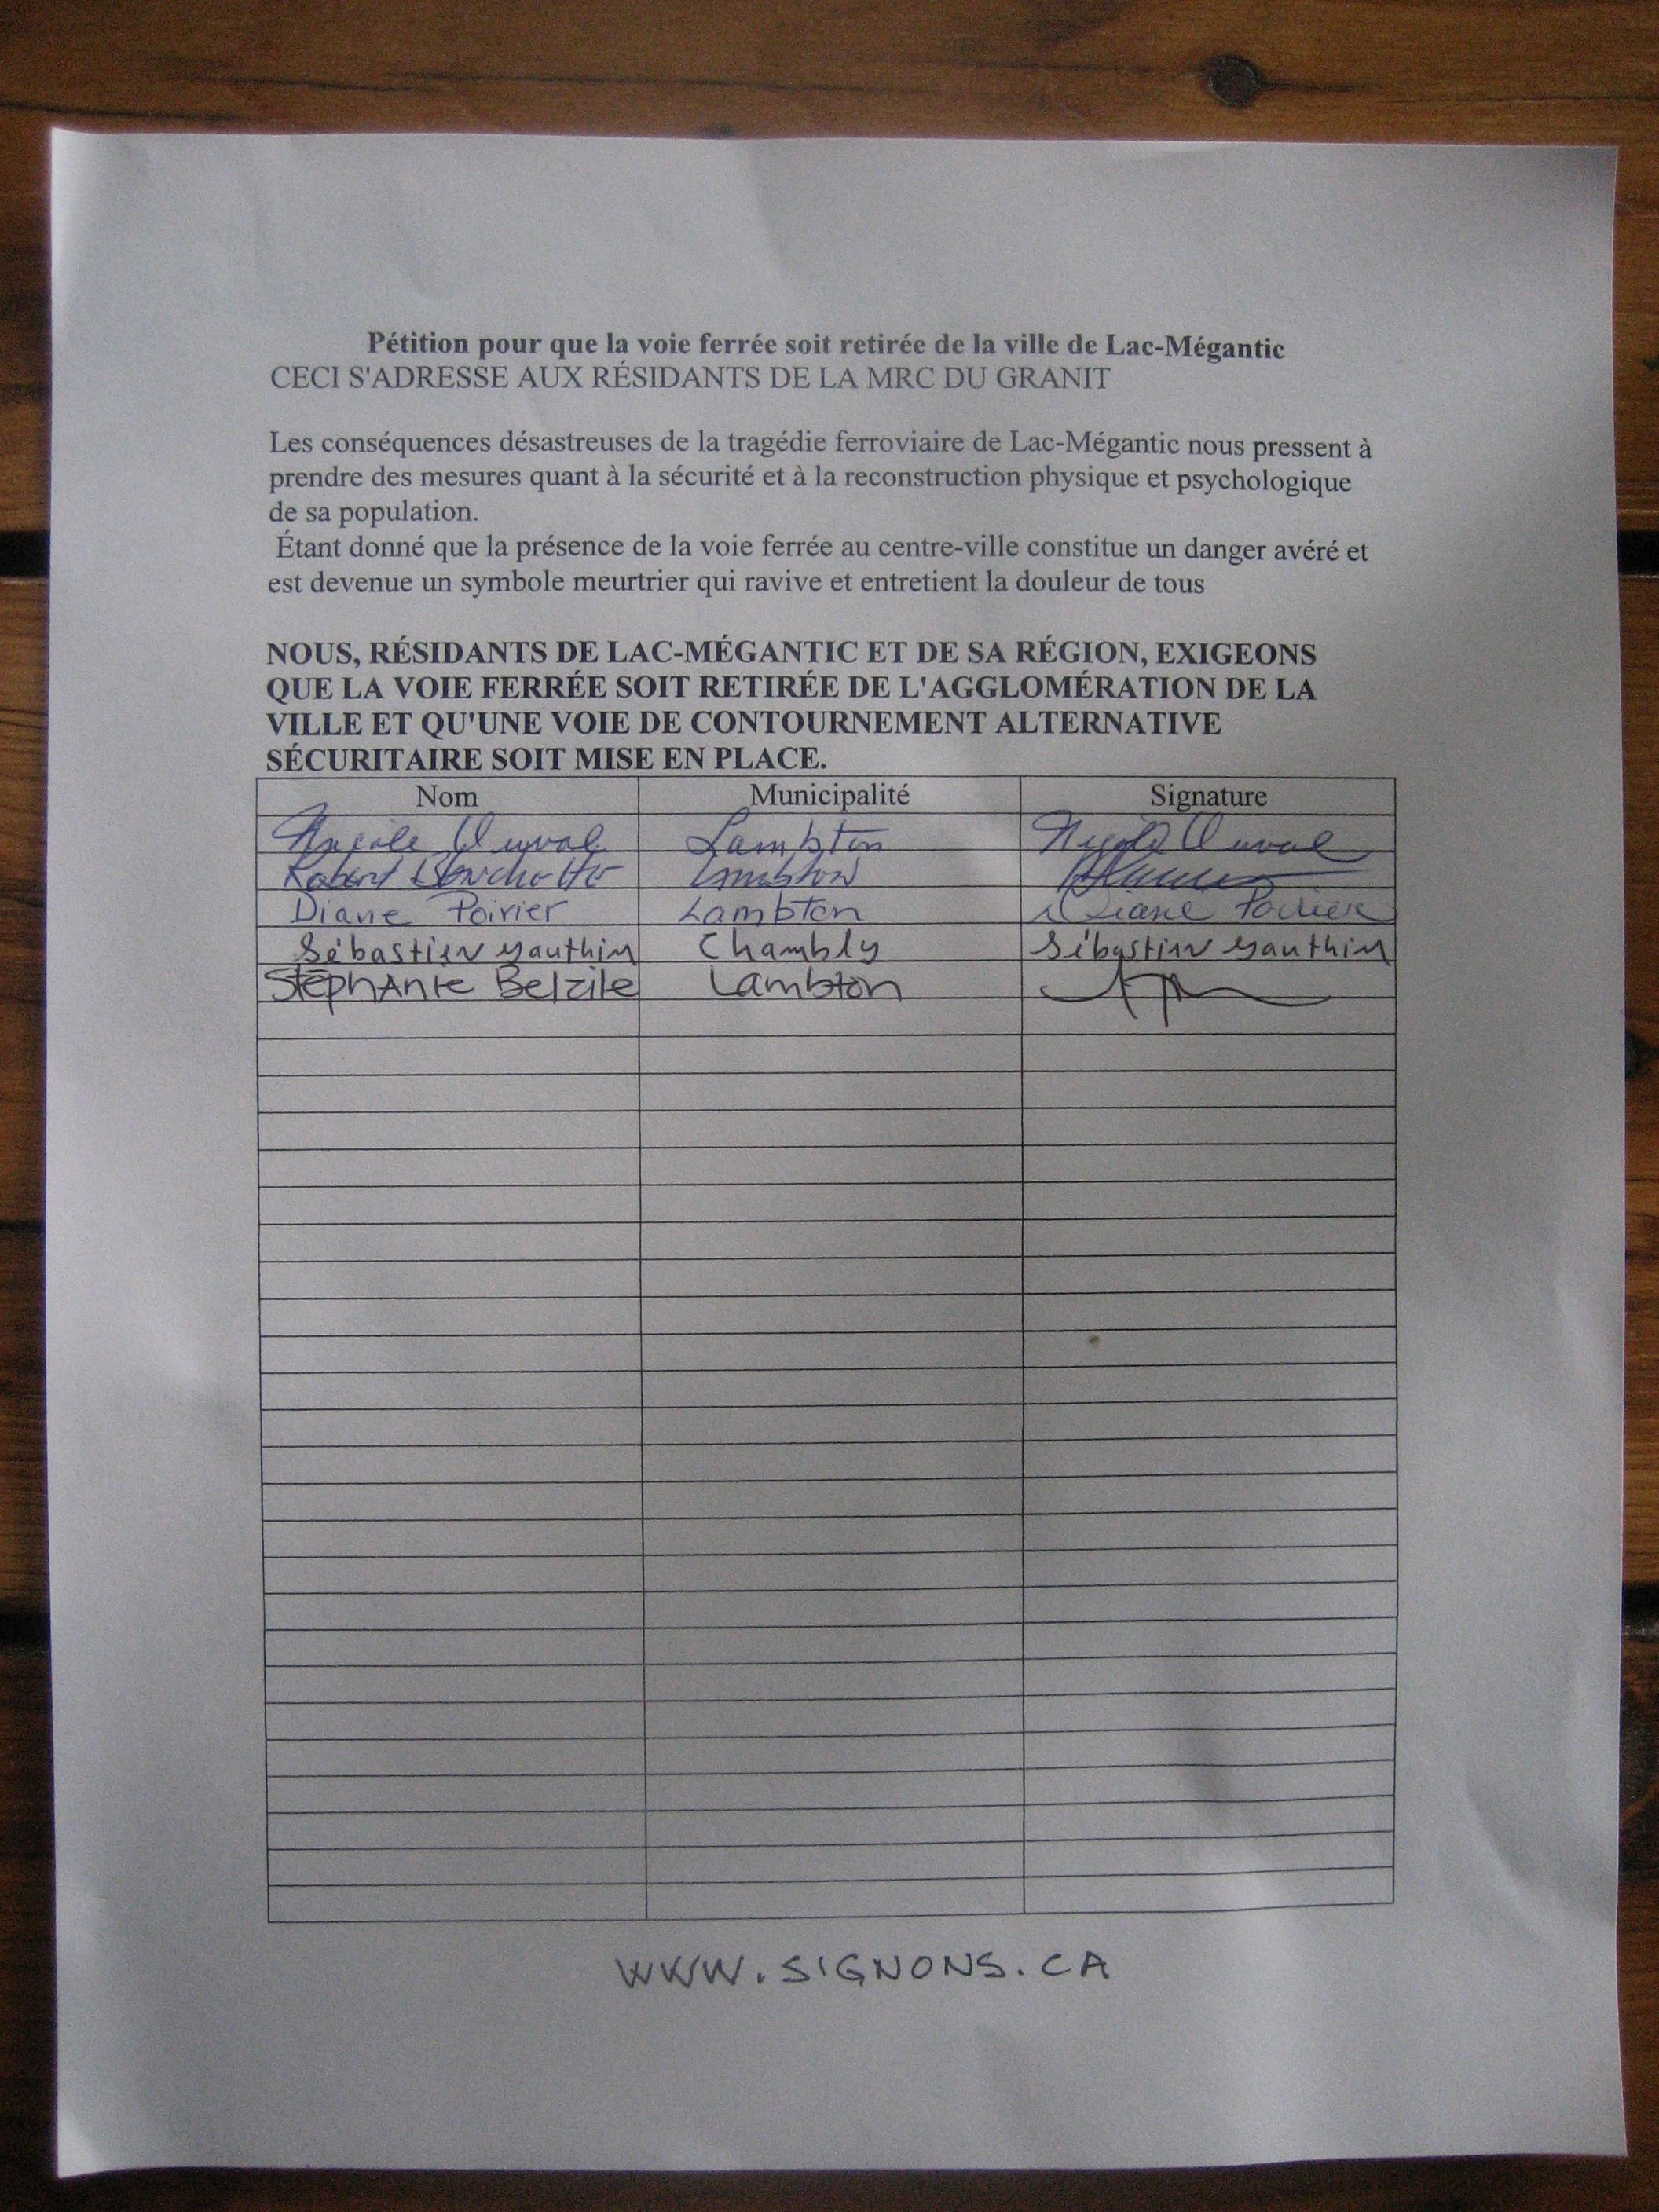 Pétition pour que la voie ferrée soit retirée de la ville de Lac-Mégantic
CECI S'ADRESSE AUX RÉSIDANTS DE LA MRC DU GRANIT
Les conséquences désastreuses de la tragédie ferroviaire de Lac-Mégantic nous pressent à
prendre des mesures quant à la sécurité et à la reconstruction physique et psychologique
de sa population.
Étant donné que la présence de la voie ferrée au centre-ville constitue un danger avéré et
est devenue un symbole meurtrier qui ravive et entretient la douleur de tous
NOUS, RÉSIDANTS DE LAC-MÉGANTIC ET DE SA RÉGION, EXIGEONS
QUE LA VOIE FERRÉE SOIT RETIRÉE DE L'AGGLOMÉRATION DE LA
VILLE ET QU'UNE VOIE DE CONTOURNEMENT ALTERNATIVE
SÉCURITAIRE SOIT MISE EN PLACE.
Nom Municipalité Signature
Duval Lambton Duval
Robert Lambton
Diane Poirier Lambton Diane Poirier
Sébastien Gauthier Chambly Sébastien Gauthier
Stéphanie Belzile Lambton
WWW.SIGNONS.CA